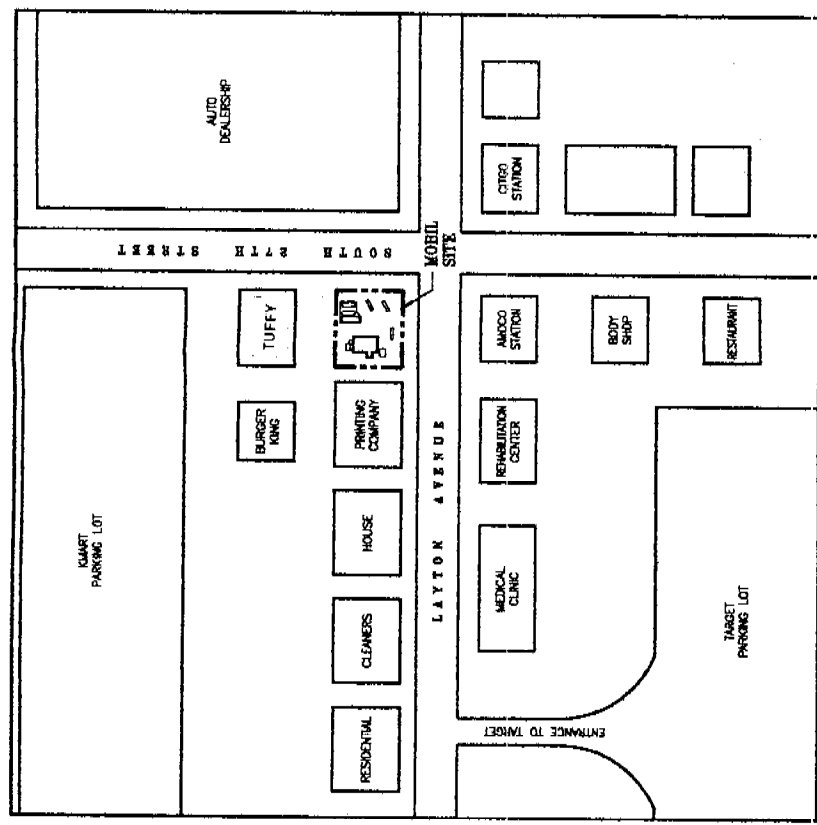 AUTO
DEALERSHIP
CITGO
STATION
SOUTH 27TH STREET
MOBIL
SITE
TUFFY
BURGER
KING
PRINTING
COMPANY
HOUSE
CLEANERS
RESIDENTIAL
KMART
PARKING LOT
LAYTON AVENUE
AMOCO
STATION
BODY
SHOP
RESTAURANT
REHABILITATION
CENTER
MEDICAL
CLINIC
ENTRANCE TO TARGET
TARGET
PARKING LOT